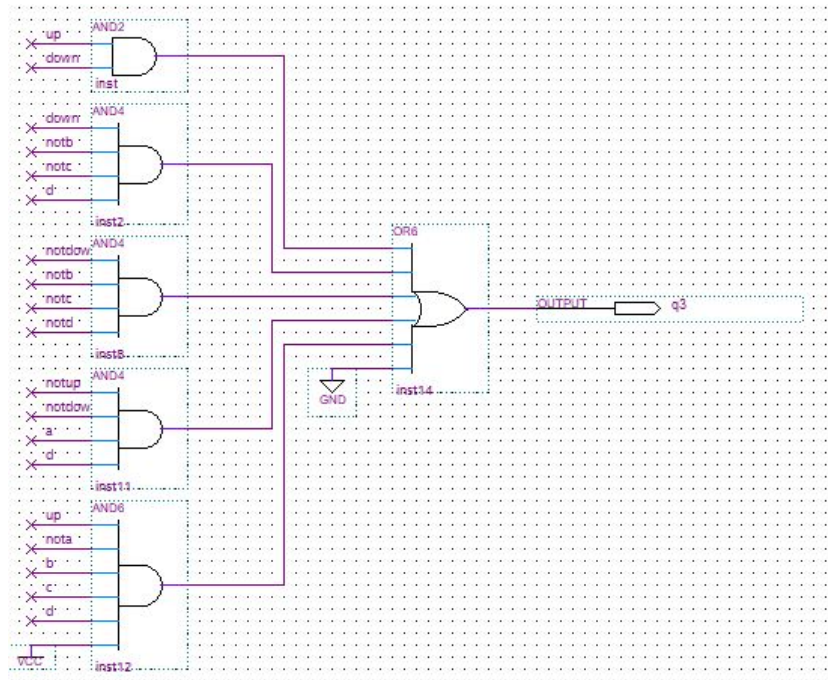 AND2
up
down
inst
AND4
down
notb
notc
d
inst2
AND4
notdow
notb
notc
notd
inst8
AND4
notup
notdow
a
d
inst11
AND6
up
nota
b
c
d
VCC
inst12
OR6
GND
inst14
OUTPUT
q3